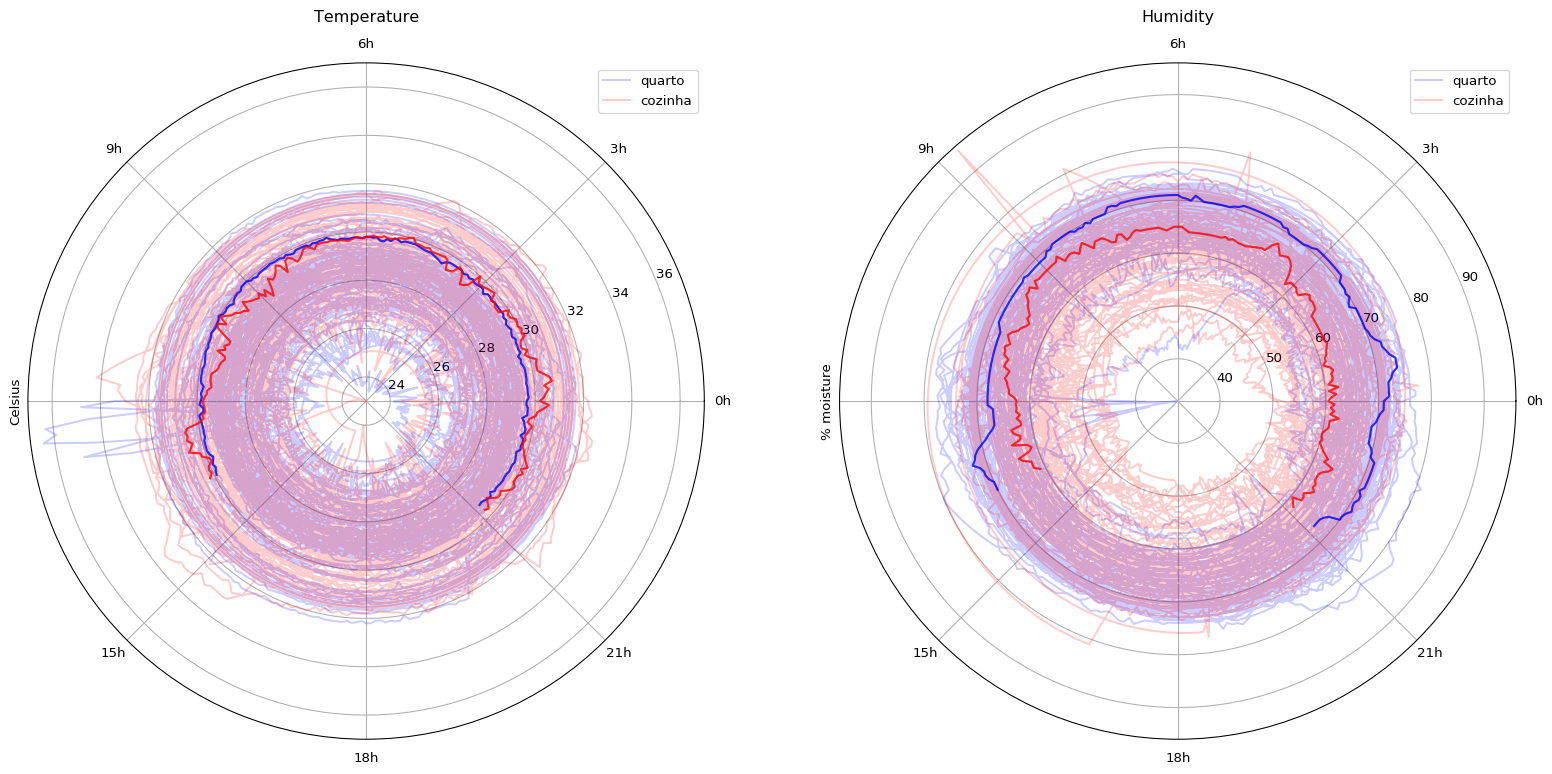 Temperature
6h
quarto
cozinha
9h
3h
36
34
32
30
28
26
24
Celsius
0h
15h
21h
18h
Humidity
6h
quarto
cozinha
9h
3h
90
80
70
60
50
40
% moisture
0h
15h
21h
18h